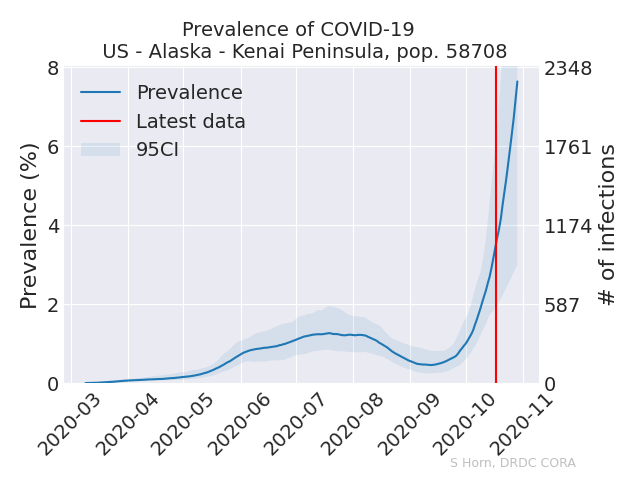 Prevalence of COVID-19
US - Alaska - Kenai Peninsula, pop. 58708
Prevalence
Latest data
95CI
Prevalence (%)
8
6
4
2
0
# of infections
2348
1761
1174
587
0
2020-03
2020-04
2020-05
2020-06
2020-07
2020-08
2020-09
2020-10
2020-11
S Horn, DRDC CORA